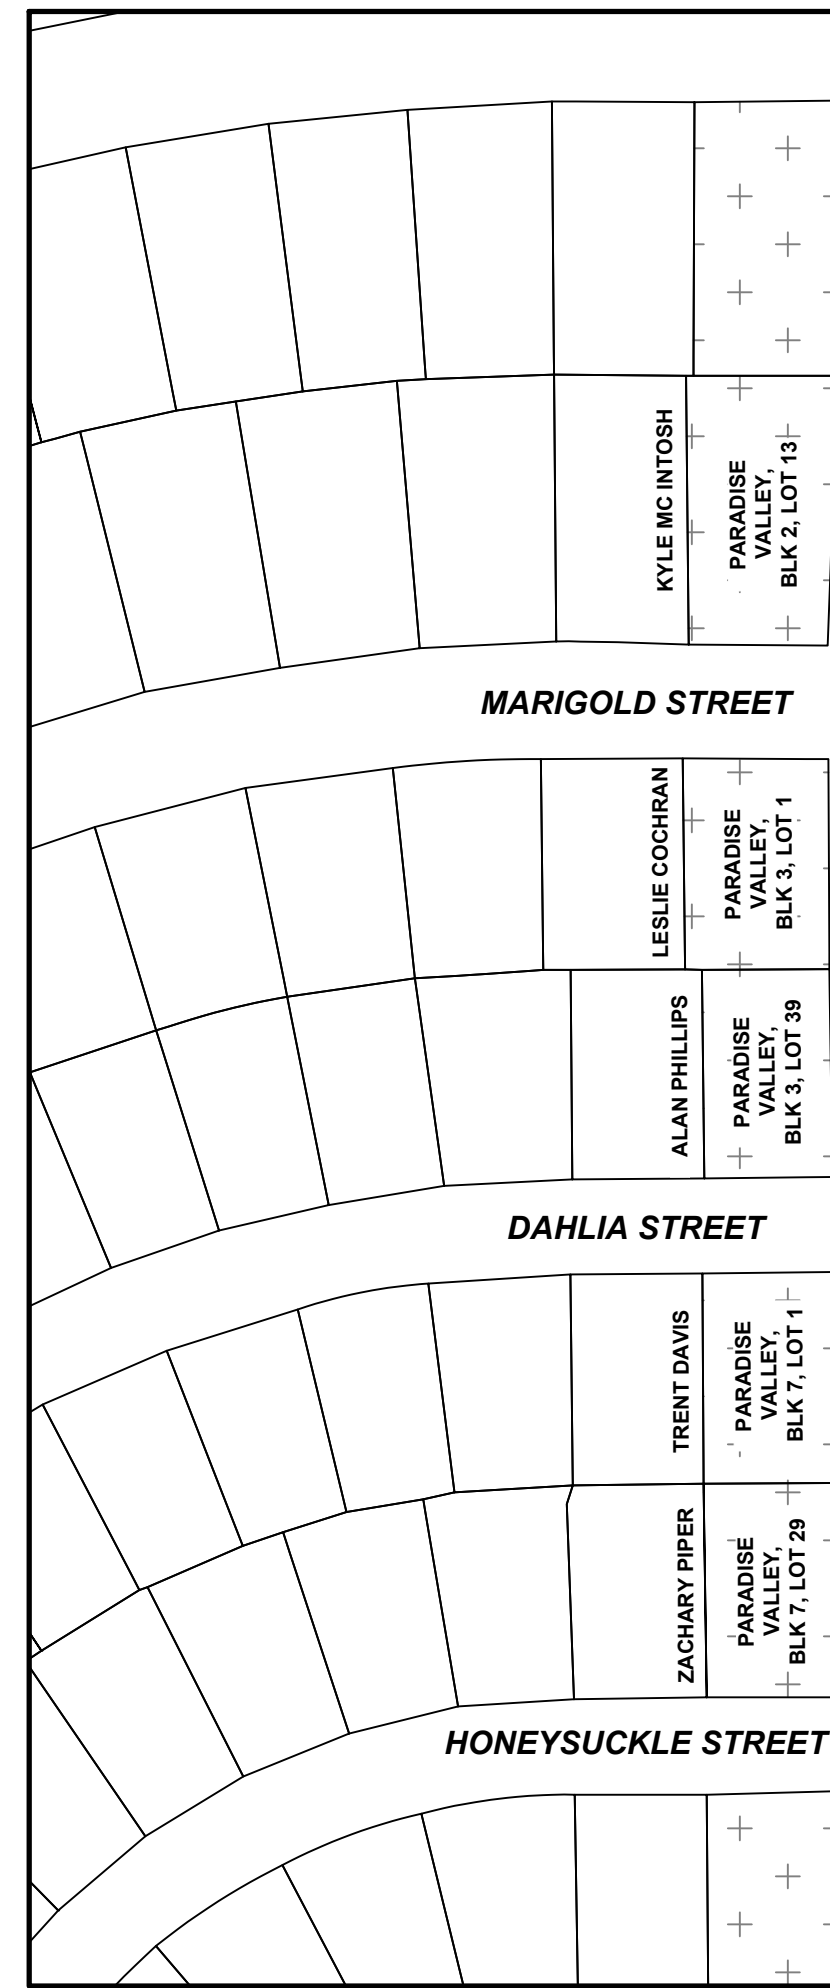 KYLE MC INTOSH
PARADISE
VALLEY,
BLK 2, LOT 13
MARIGOLD STREET
LESLIE COCHRAN
PARADISE
VALLEY,
BLK 3, LOT 1
ALAN PHILLIPS
PARADISE
VALLEY,
BLK 3, LOT 39
DAHLIA STREET
TRENT DAVIS
PARADISE
VALLEY,
BLK 7, LOT 1
ZACHARY PIPER
PARADISE
VALLEY,
BLK 7, LOT 29
HONEYSUCKLE STREET